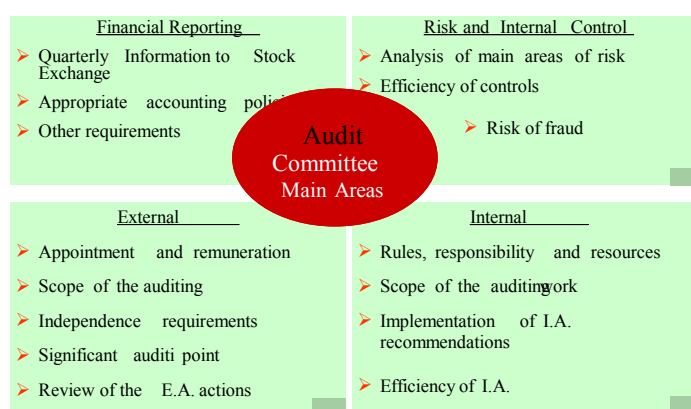 Financial Reporting
Quarterly Information to Stock
Exchange
Appropriate accounting
Other requirements
Risk and Internal Control
Analysis of main areas of risk
Efficiency of controls
Risk of fraud
Audit
Committee
Main Areas
External
Appointment and remuneration
Scope of the auditing
Independence requirements
Significant auditi point
Review of the E.A. actions
Internal
Rules, responsibility and resources
Scope of the auditing work
Implementation of I.A.
recommendations
Efficiency of I.A.